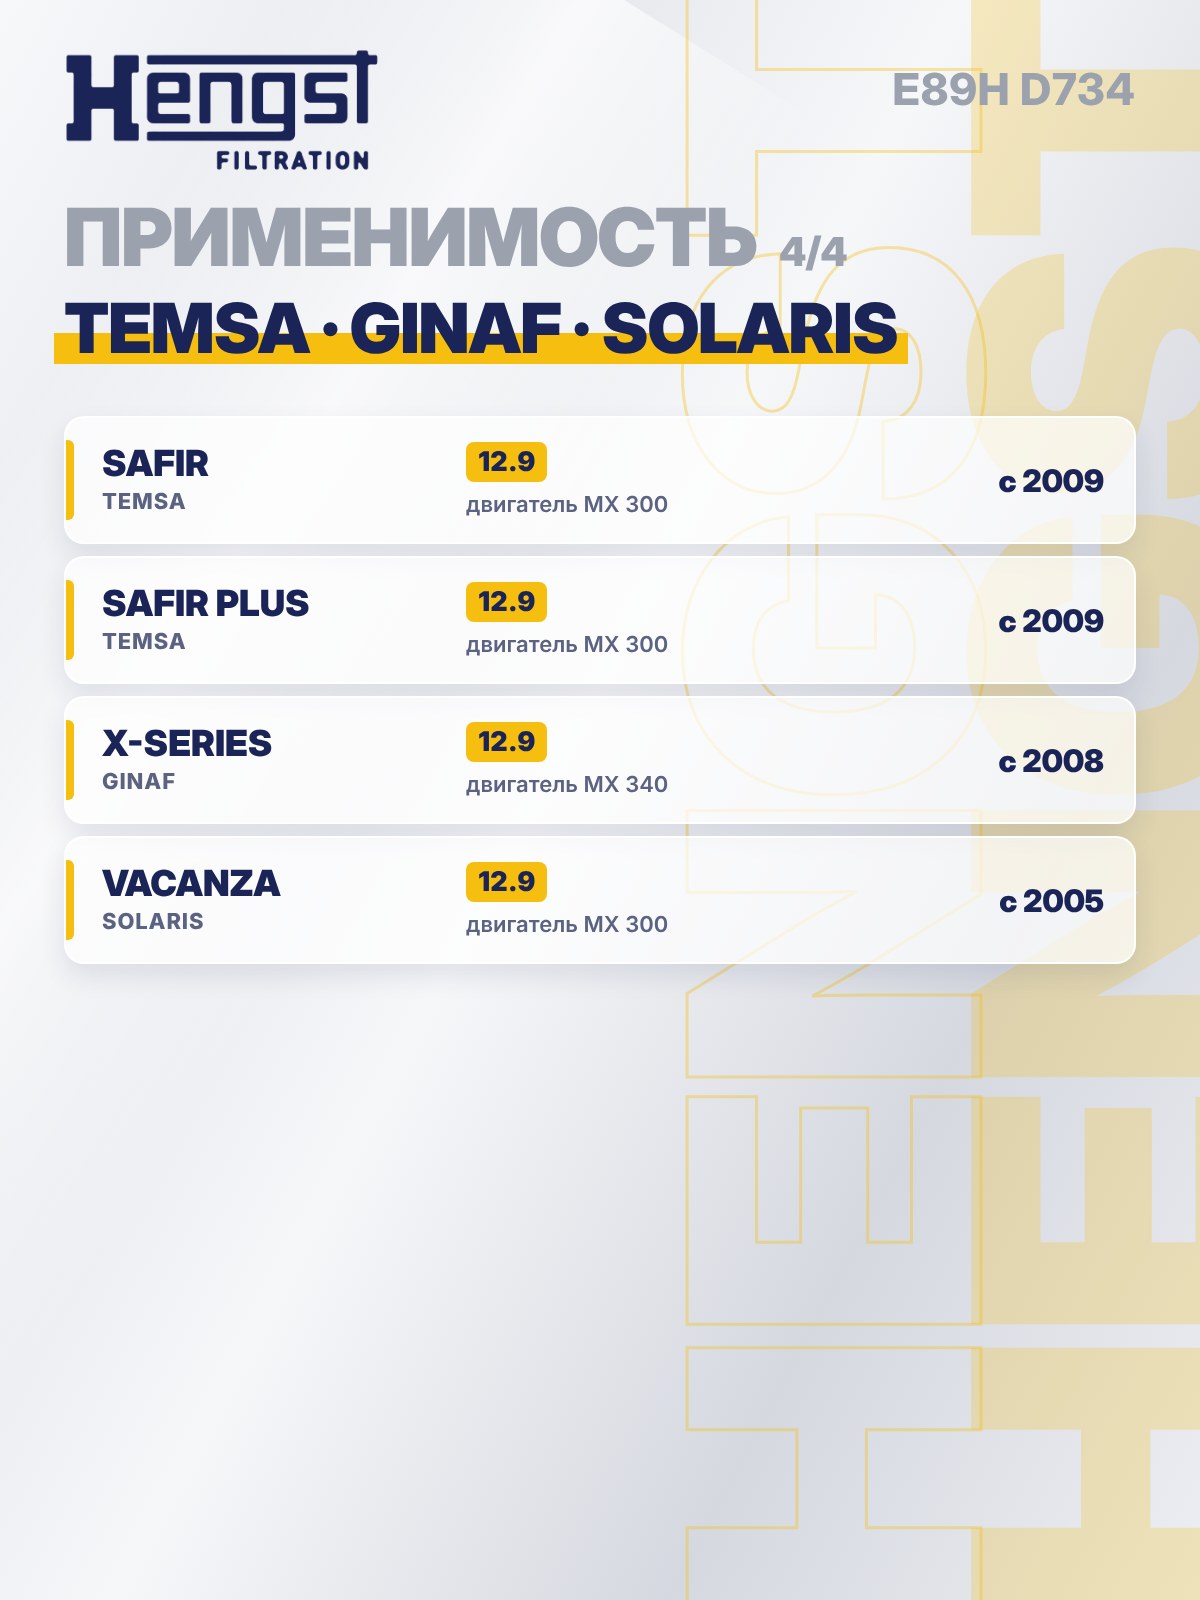 Hengst
FILTRATION
E89H D734
ПРИМЕНИМОСТЬ 4/4
TEMSA · GINAF · SOLARIS
SAFIR
TEMSA
12.9
двигатель MX 300
с 2009
SAFIR PLUS
TEMSA
12.9
двигатель MX 300
с 2009
X-SERIES
GINAF
12.9
двигатель MX 340
с 2008
VACANZA
SOLARIS
12.9
двигатель MX 300
с 2005
HENGST
HENGST